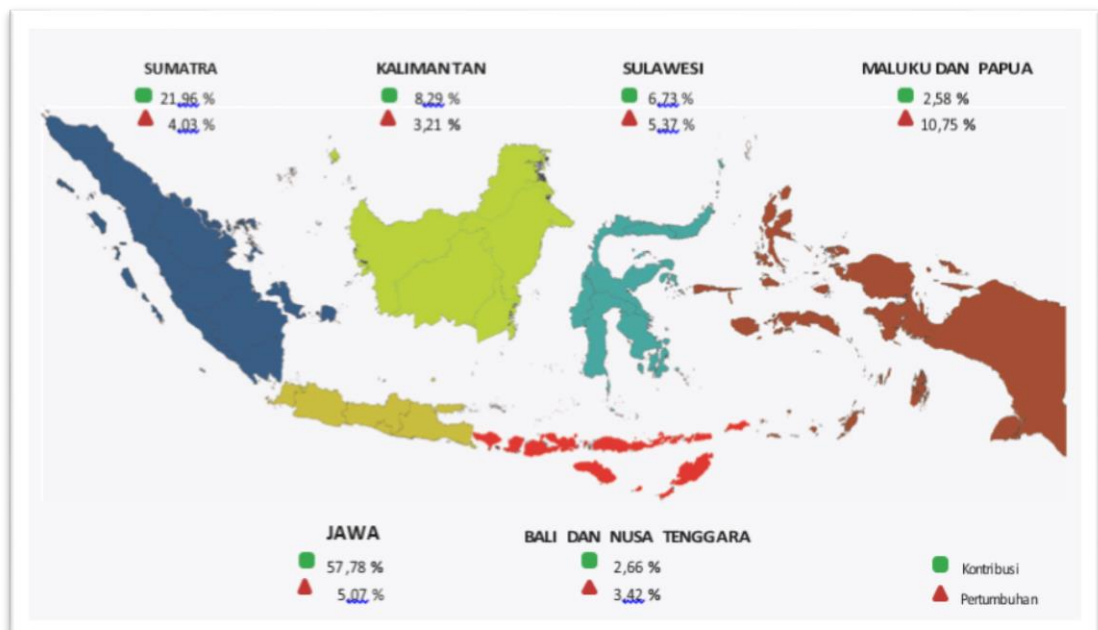 SUMATRA
21,96 %
4,03 %
KALIMANTAN
8,29 %
3,21 %
SULAWESI
6,73 %
5,37 %
MALUKU DAN PAPUA
2,58 %
10,75 %
JAWA
57,78 %
5,07 %
BALI DAN NUSA TENGGARA
2,66 %
3,42 %
Kontribusi
Pertumbuhan